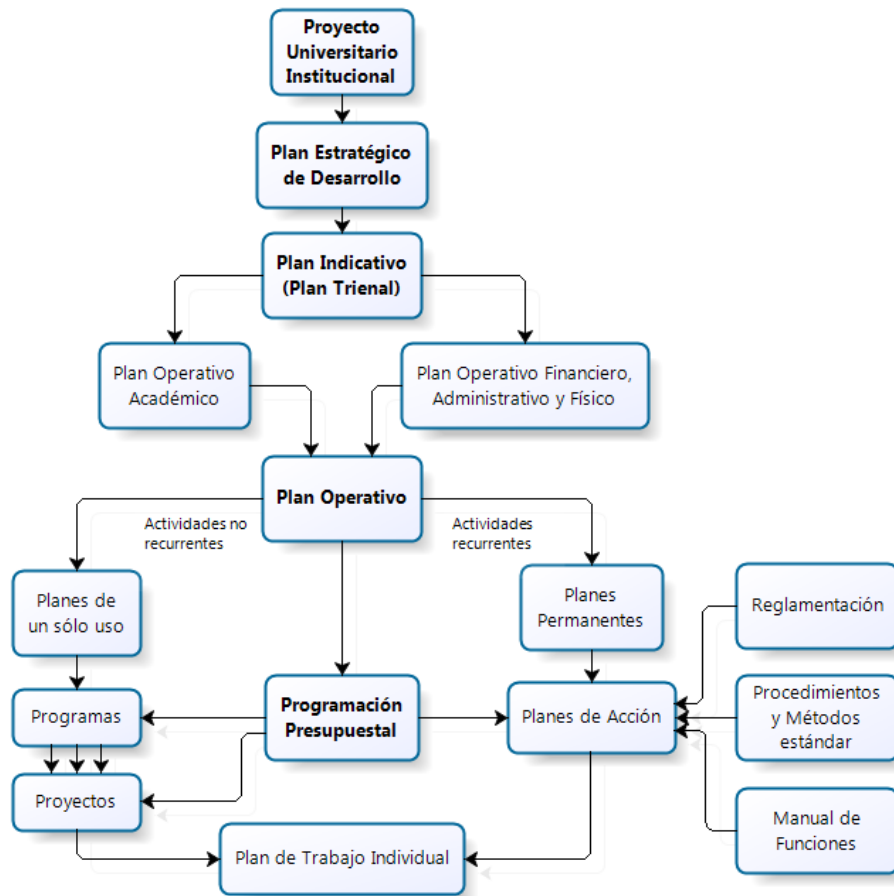 Proyecto
Universitario
Institucional
Plan Estratégico
de Desarrollo
Plan Indicativo
(Plan Trienal)
Plan Operativo
Académico
Plan Operativo Financiero,
Administrativo y Físico
Plan Operativo
Actividades no
recurrentes
Actividades
recurrentes
Planes de
un sólo uso
Planes
Permanentes
Reglamentación
Programas
Programación
Presupuestal
Planes de Acción
Procedimientos
y Métodos
estándar
Proyectos
Manual de
Funciones
Plan de Trabajo Individual